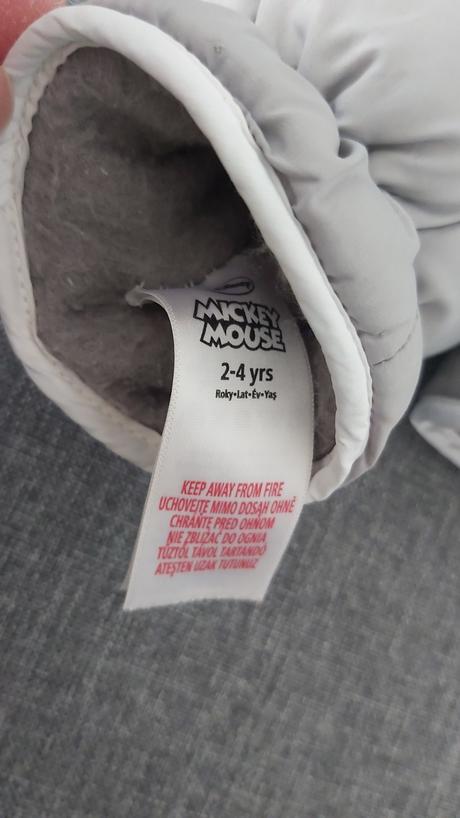 MICKEY
MOUSE
2-4 yrs
Roky•Lat•Év•Yaş
KEEP AWAY FROM FIRE
UCHOVEJTE MIMO DOSAH OHNĚ
CHRÁŇTE PRED OHŇOM
NIE ZBLIŻAĆ DO OGNIA
TŰZTŐL TÁVOL TARTANDÓ
ATEŞTEN UZAK TUTUNUZ